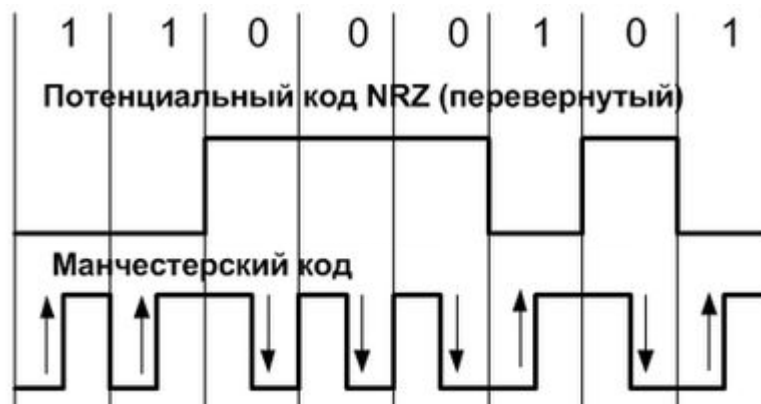 1 1 0 0 0 1 0 1
Потенциальный код NRZ (перевернутый)
Манчестерский код